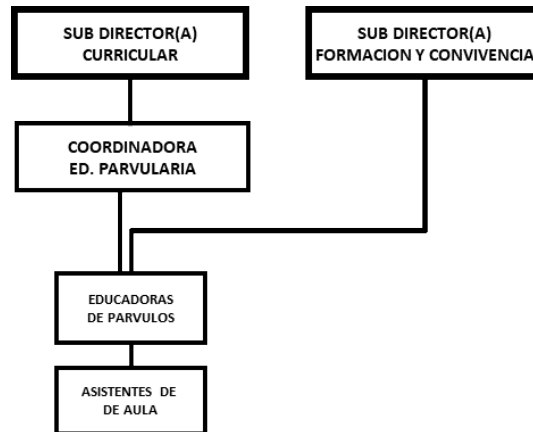 SUB DIRECTOR(A)
CURRICULAR
SUB DIRECTOR(A)
FORMACION Y CONVIVENCIA
COORDINADORA
ED. PARVULARIA
EDUCADORAS
DE PARVULOS
ASISTENTES DE
DE AULA